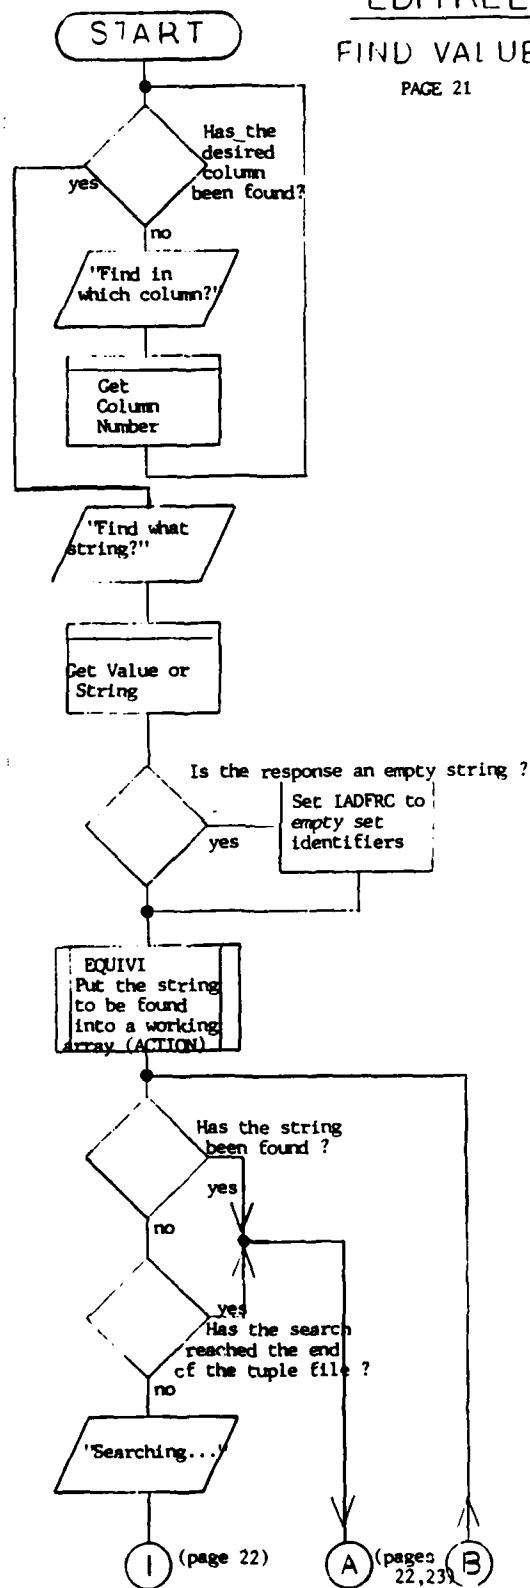 START
FIND VALUE
PAGE 21
Has the
desired
column
been found?
yes
no
"Find in
which column?"
Get
Column
Number
"Find what
string?"
Get Value or
String
Is the response an empty string ?
yes
Set IADFRC to
empty set
identifiers
EQUIVI
Put the string
to be found
into a working
array (ACTION)
Has the string
been found ?
yes
no
yes
Has the search
reached the end
of the tuple file ?
no
"Searching..."
1 (page 22)
A (pages
22,23)
B